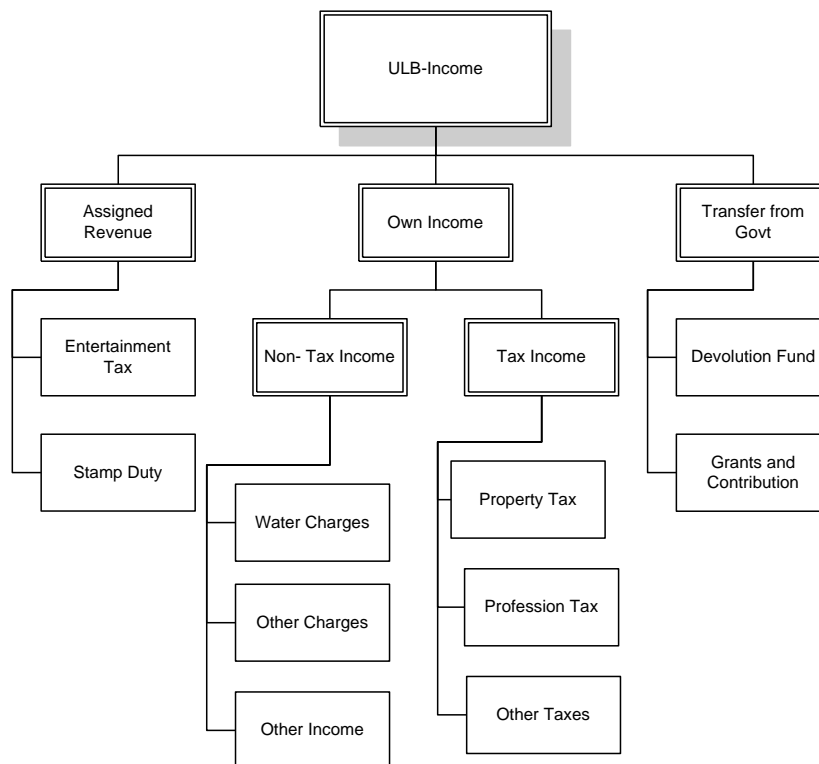 ULB-Income
Assigned
Revenue
Own Income
Transfer from
Govt
Entertainment
Tax
Stamp Duty
Non- Tax Income
Water Charges
Other Charges
Other Income
Tax Income
Property Tax
Profession Tax
Other Taxes
Devolution Fund
Grants and
Contribution